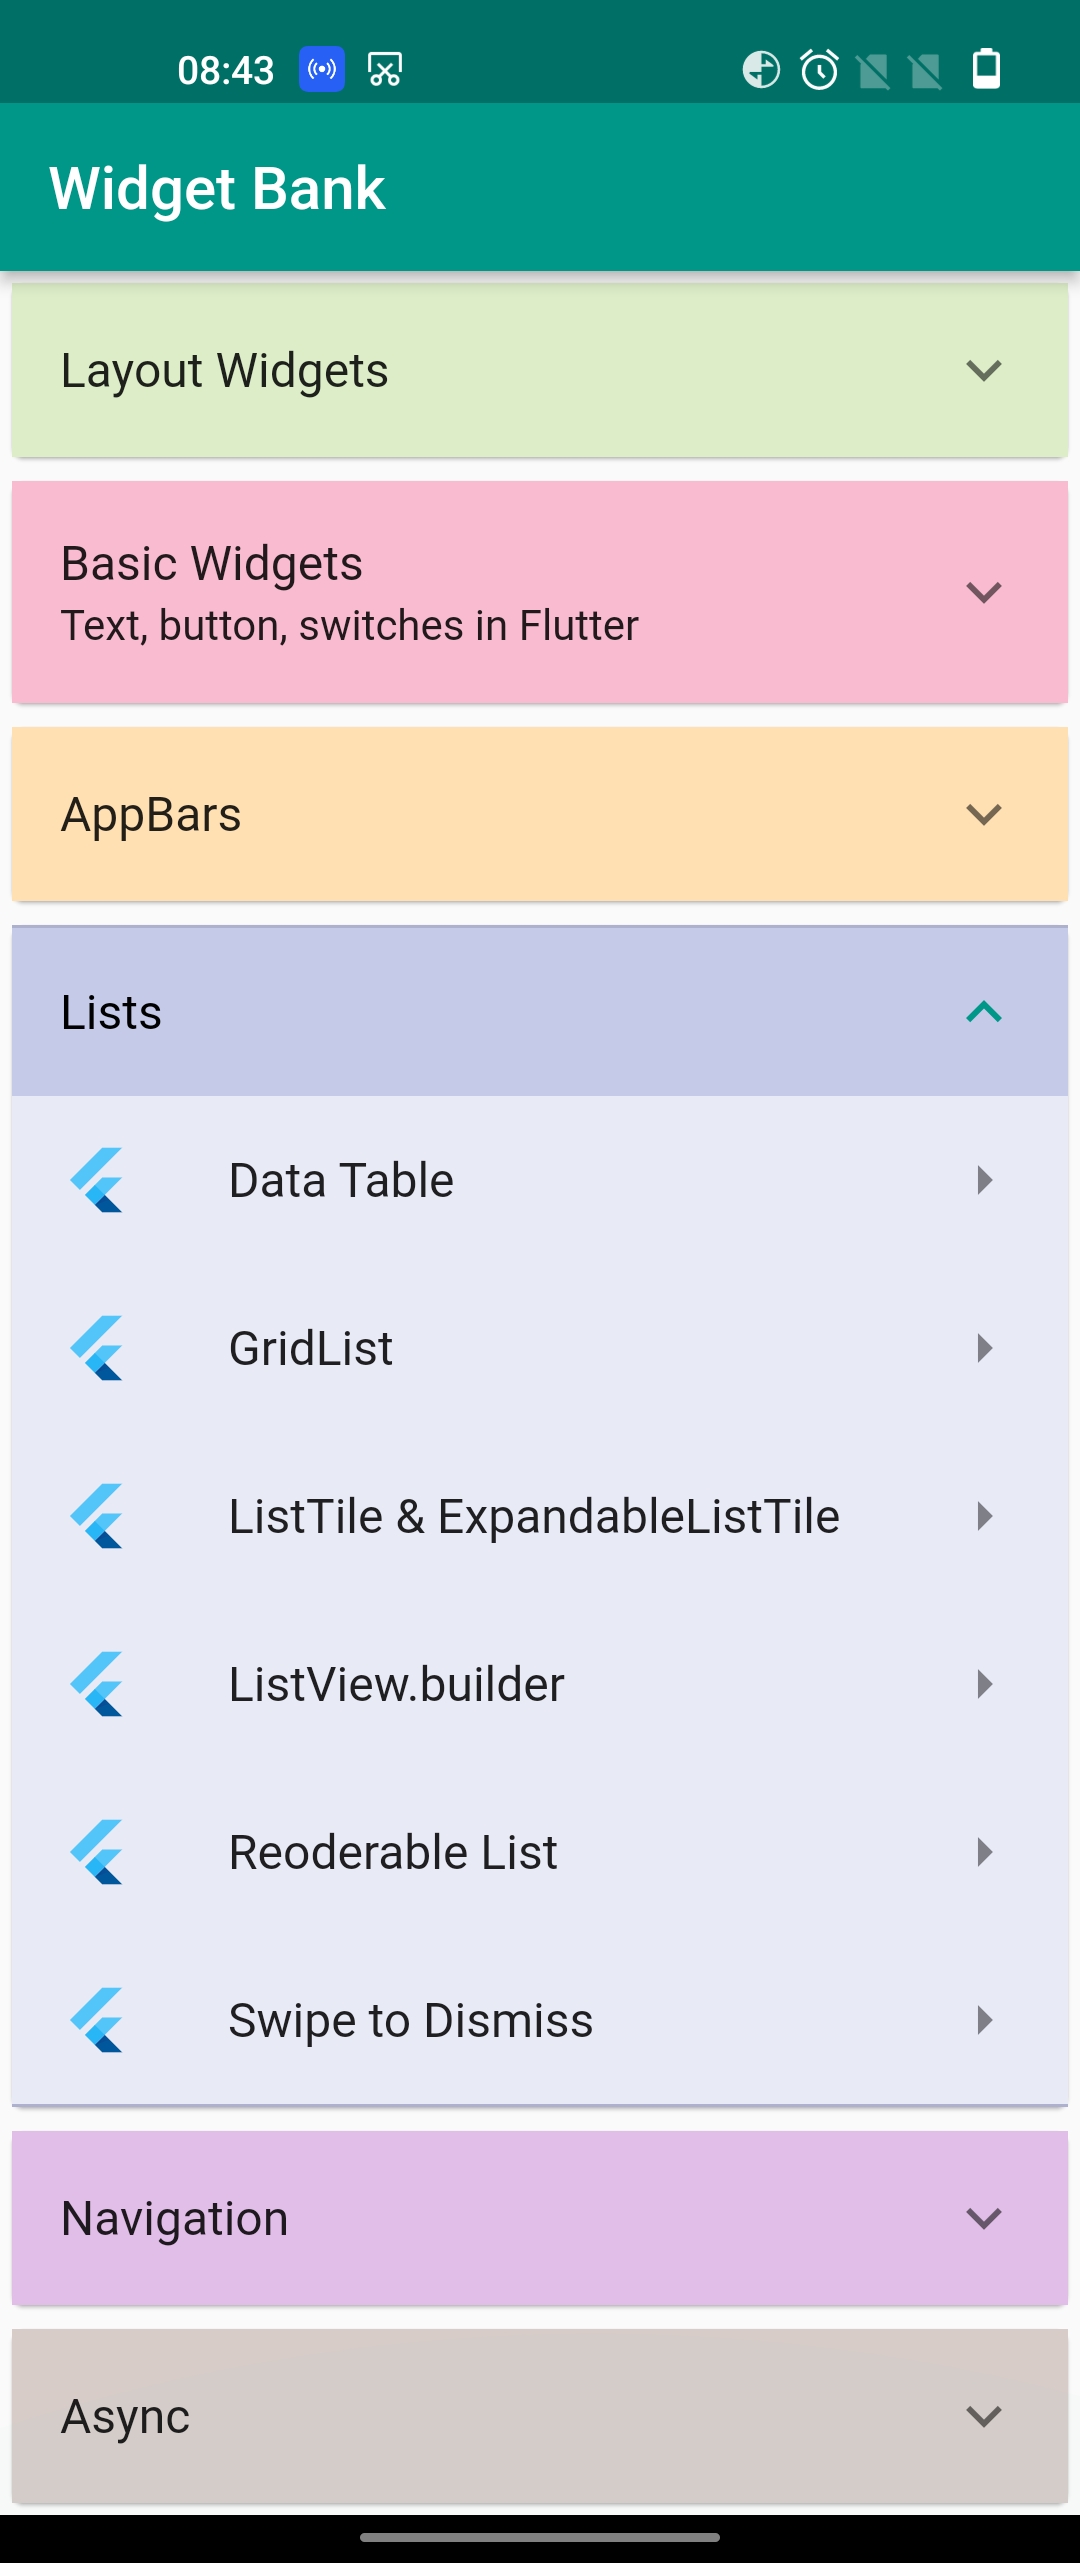 08:43
Widget Bank
Layout Widgets
Basic Widgets
Text, button, switches in Flutter
AppBars
Lists
Data Table
GridList
ListTile & ExpandableListTile
ListView.builder
Reoderable List
Swipe to Dismiss
Navigation
Async